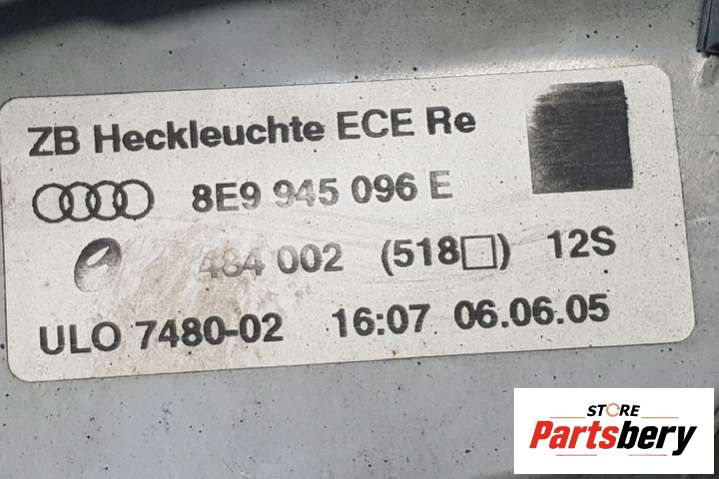 ZB Heckleuchte ECE Re
8E9 945 096 E
484 002 (518□) 12S
ULO 7480-02 16:07 06.06.05
STORE
Partsbery